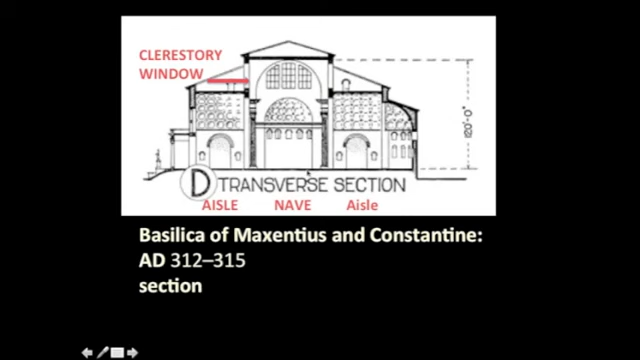 CLERESTORY
WINDOW
120'-0"
D TRANSVERSE SECTION
AISLE NAVE Aisle
Basilica of Maxentius and Constantine:
AD 312–315
section